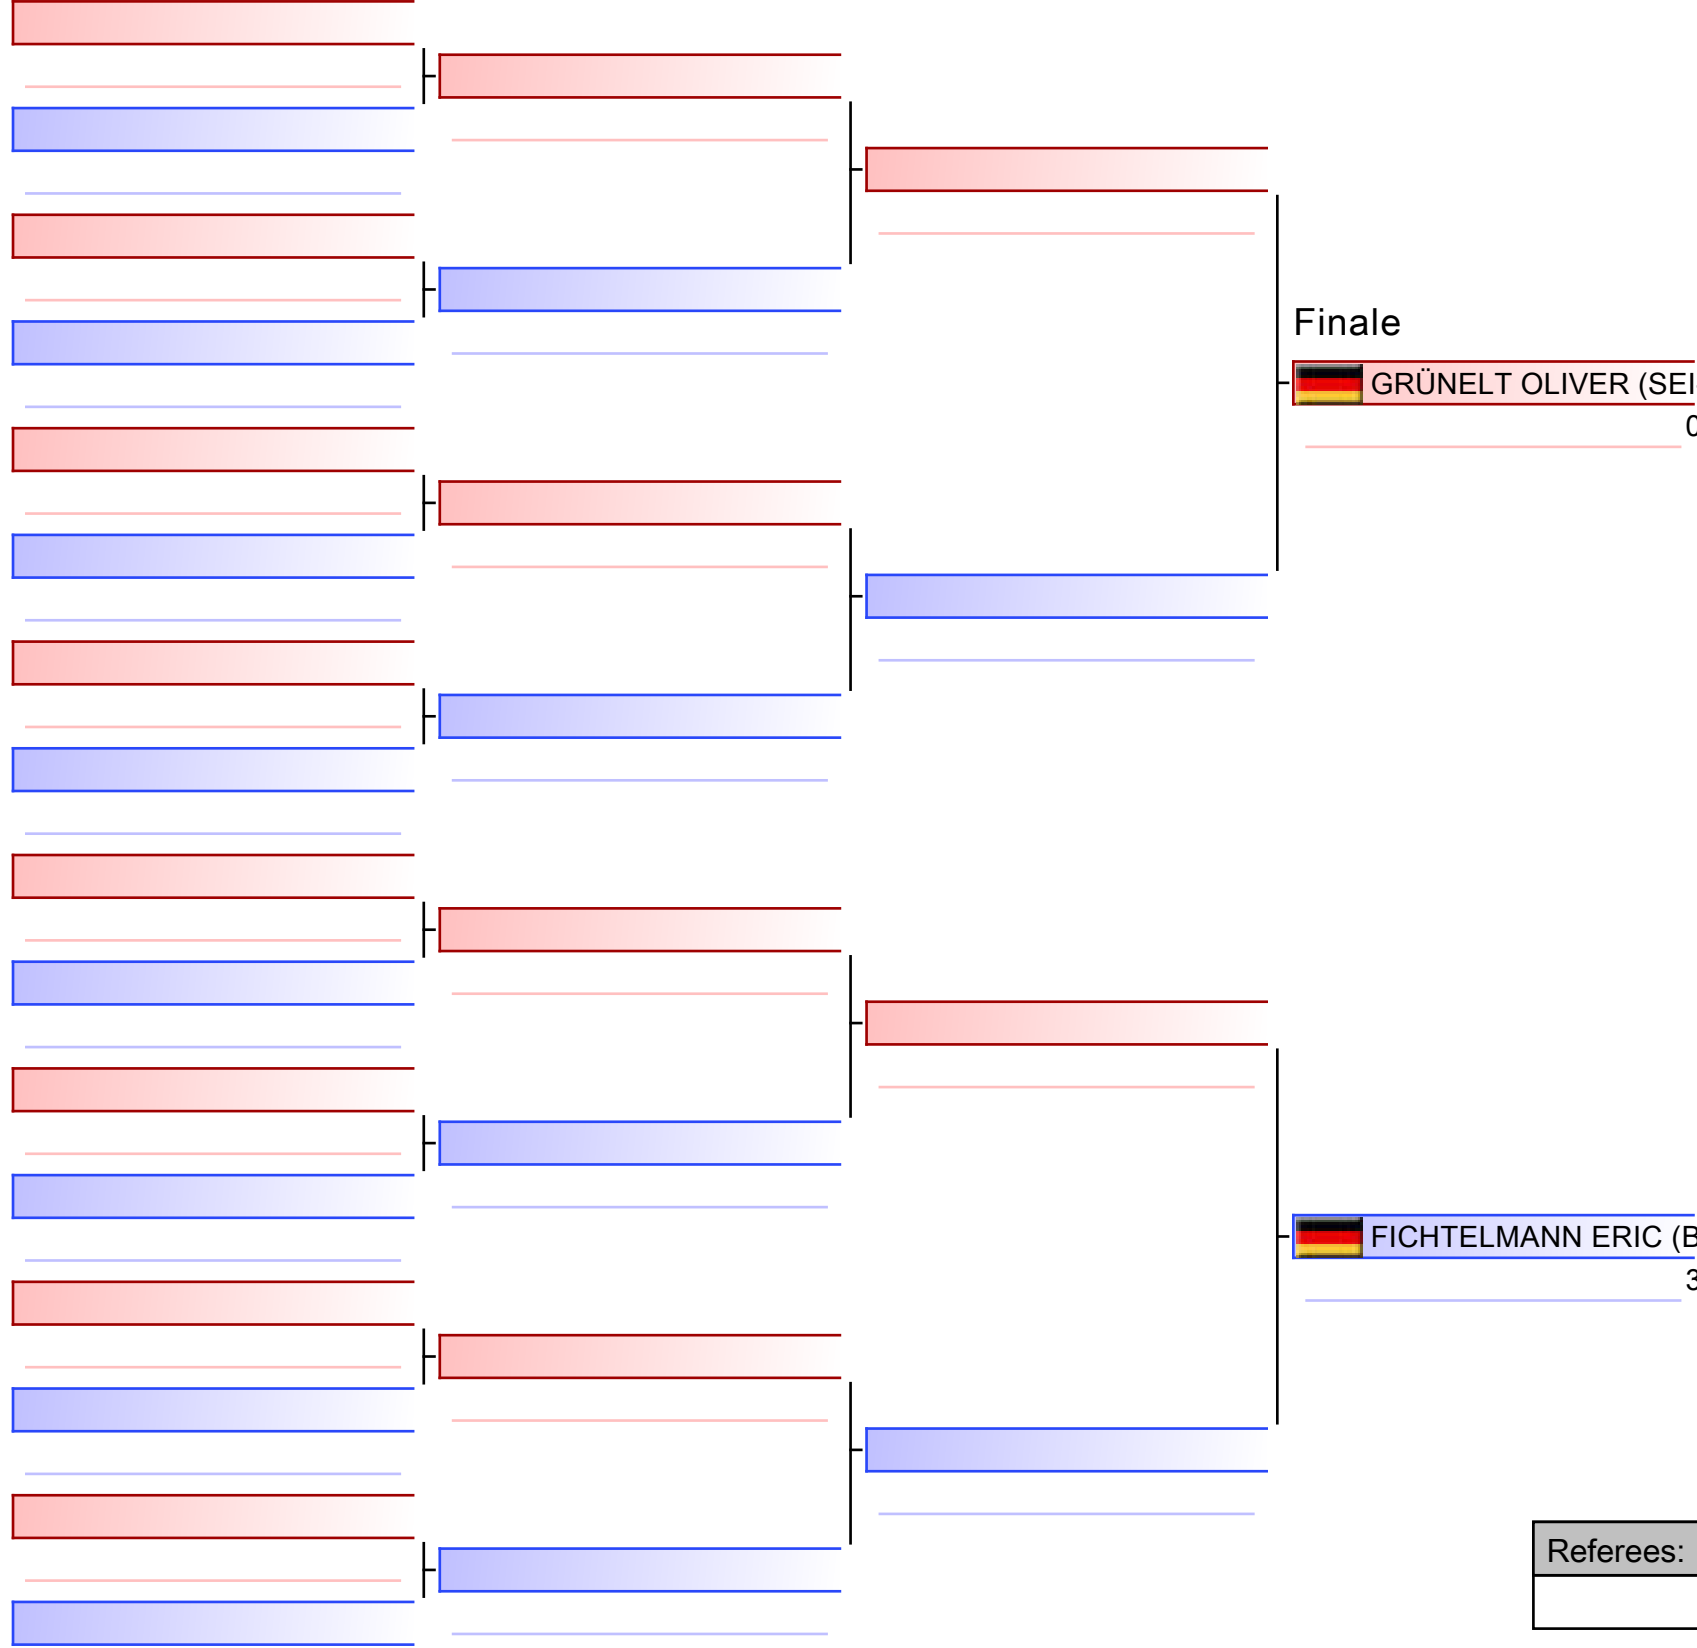 Finale
GRÜNELT OLIVER (SEI
0
FICHTELMANN ERIC (B
3
Referees: